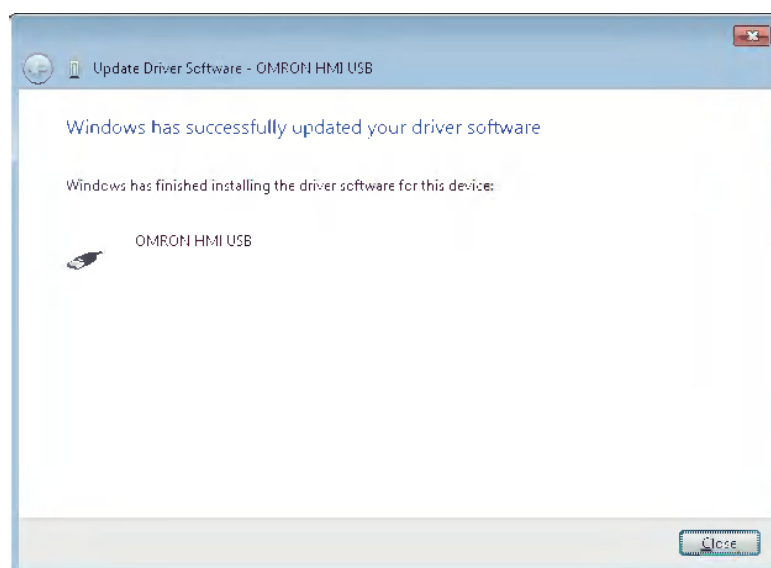 Update Driver Software - OMRON HMI USB
Windows has successfully updated your driver software
Windows has finished installing the driver software for this device:
OMRON HMI USB
Close